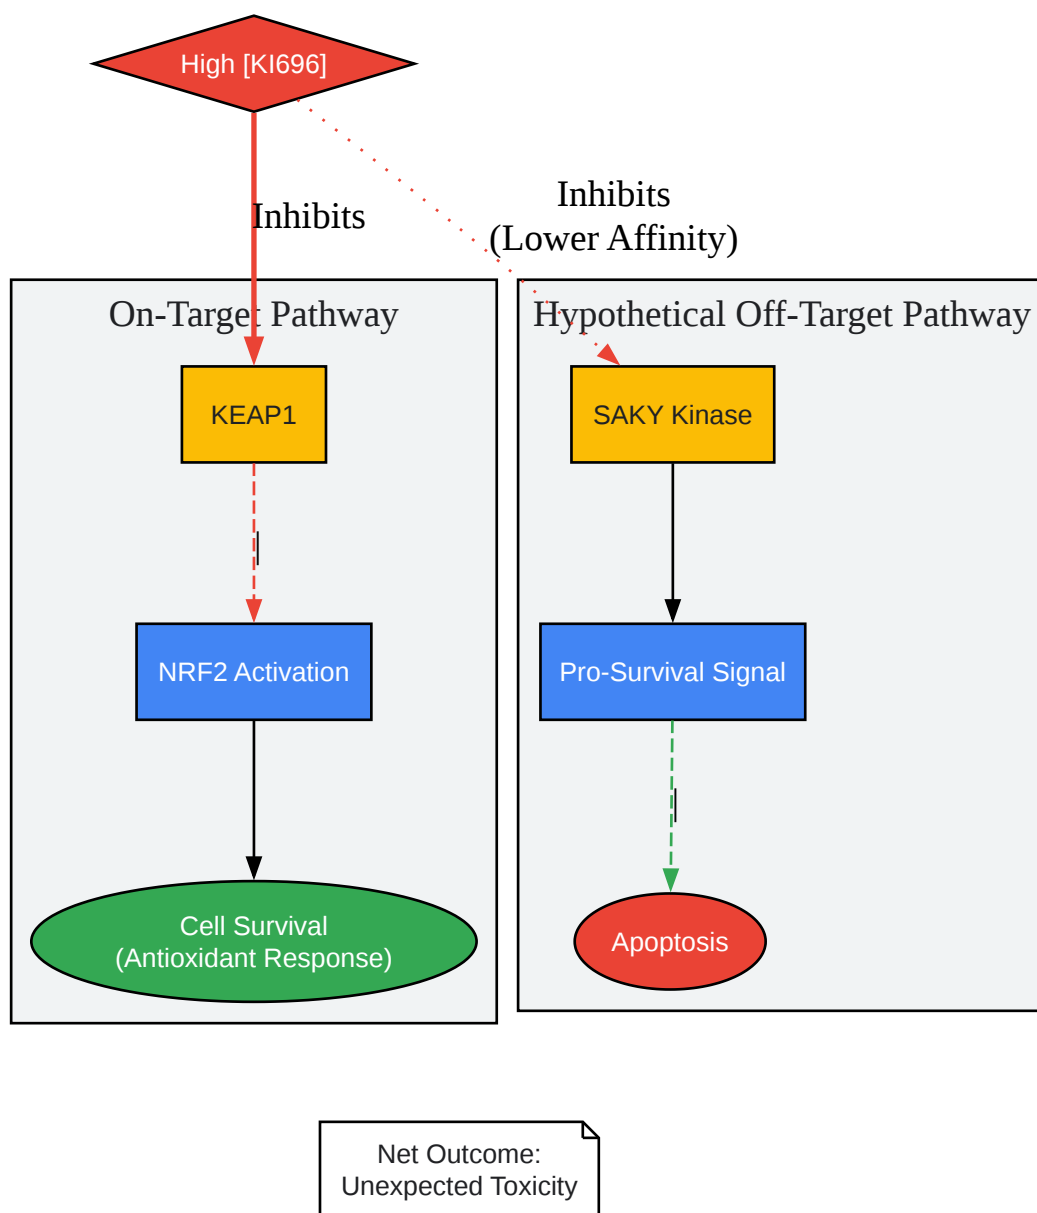 High [KI696]
Inhibits
Inhibits
(Lower Affinity)
On-Target Pathway
Hypothetical Off-Target Pathway
KEAP1
SAKY Kinase
|
NRF2 Activation
Pro-Survival Signal
|
Cell Survival
(Antioxidant Response)
Apoptosis
Net Outcome:
Unexpected Toxicity